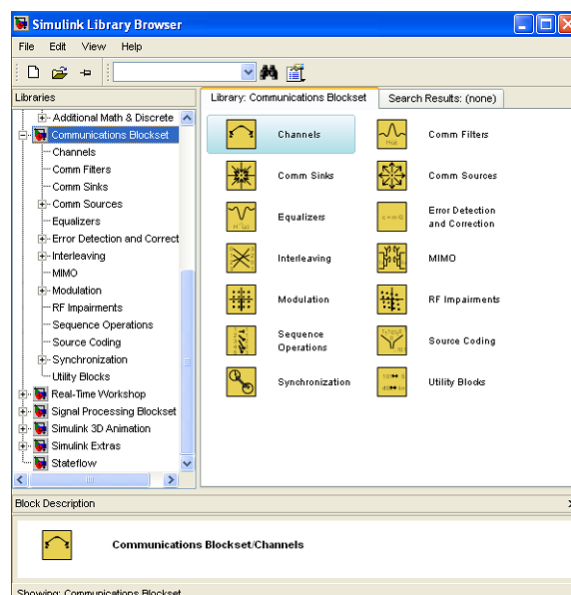 Simulink Library Browser
File Edit View Help
Libraries
Library: Communications Blockset
Search Results: (none)
Additional Math & Discrete
Communications Blockset
Channels
Comm Filters
Comm Sinks
Comm Sources
Equalizers
Error Detection and Correct
Interleaving
MIMO
Modulation
RF Impairments
Sequence Operations
Source Coding
Synchronization
Utility Blocks
Real-Time Workshop
Signal Processing Blockset
Simulink 3D Animation
Simulink Extras
Stateflow
Channels
Comm Filters
Comm Sinks
Comm Sources
Equalizers
Error Detection
and Correction
Interleaving
MIMO
Modulation
RF Impairments
Sequence
Operations
Source Coding
Synchronization
Utility Blocks
Block Description
Communications Blockset/Channels
Showing: Communications Blockset